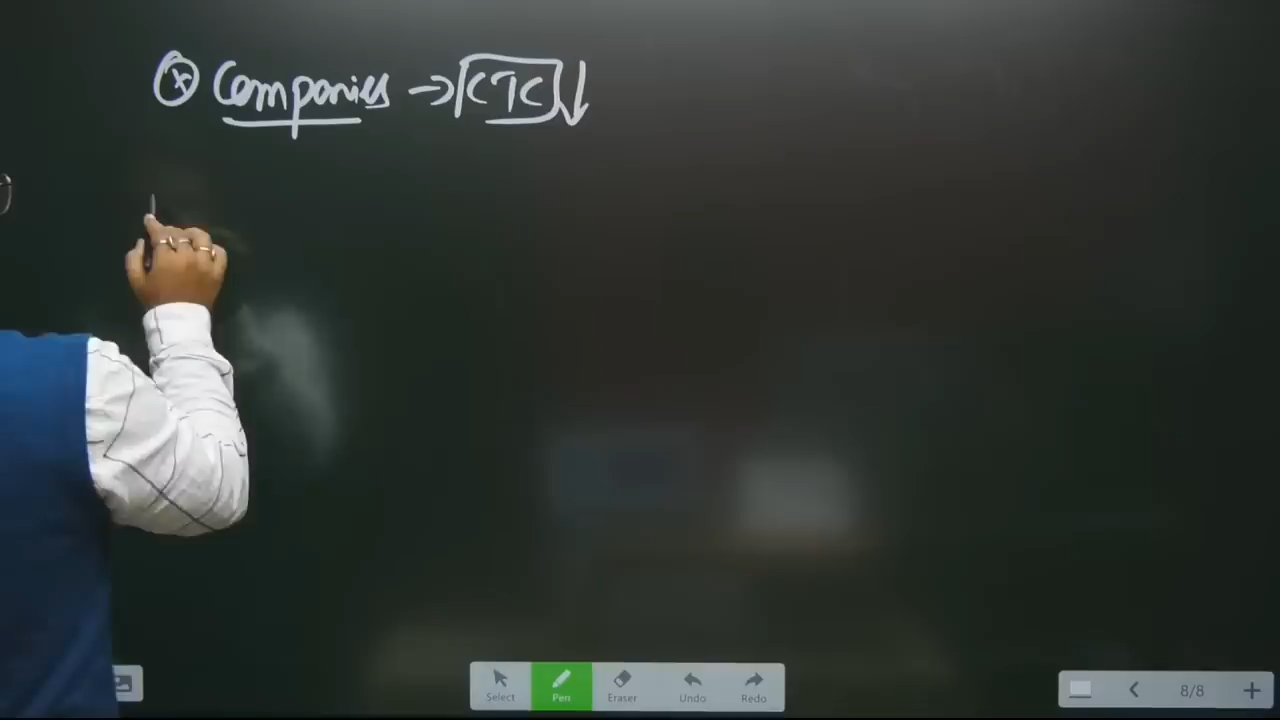 Companies → CTC ↓
Select Pen Eraser Undo Redo
8/8